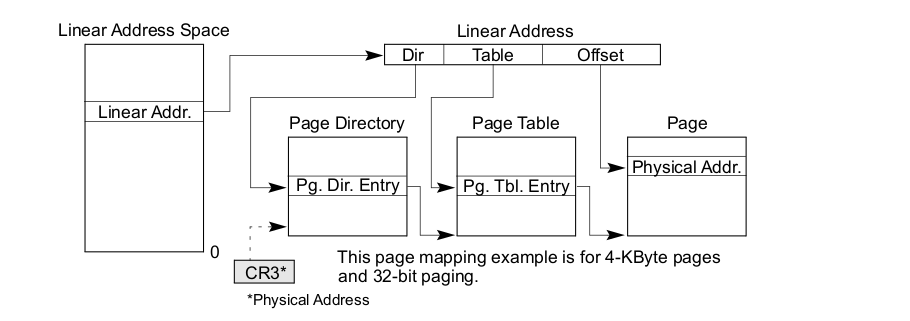 Linear Address Space
Linear Address
Dir Table Offset
Linear Addr.
Page Directory Page Table Page
Physical Addr.
Pg. Dir. Entry Pg. Tbl. Entry
0
CR3*
This page mapping example is for 4-KByte pages
and 32-bit paging.
*Physical Address